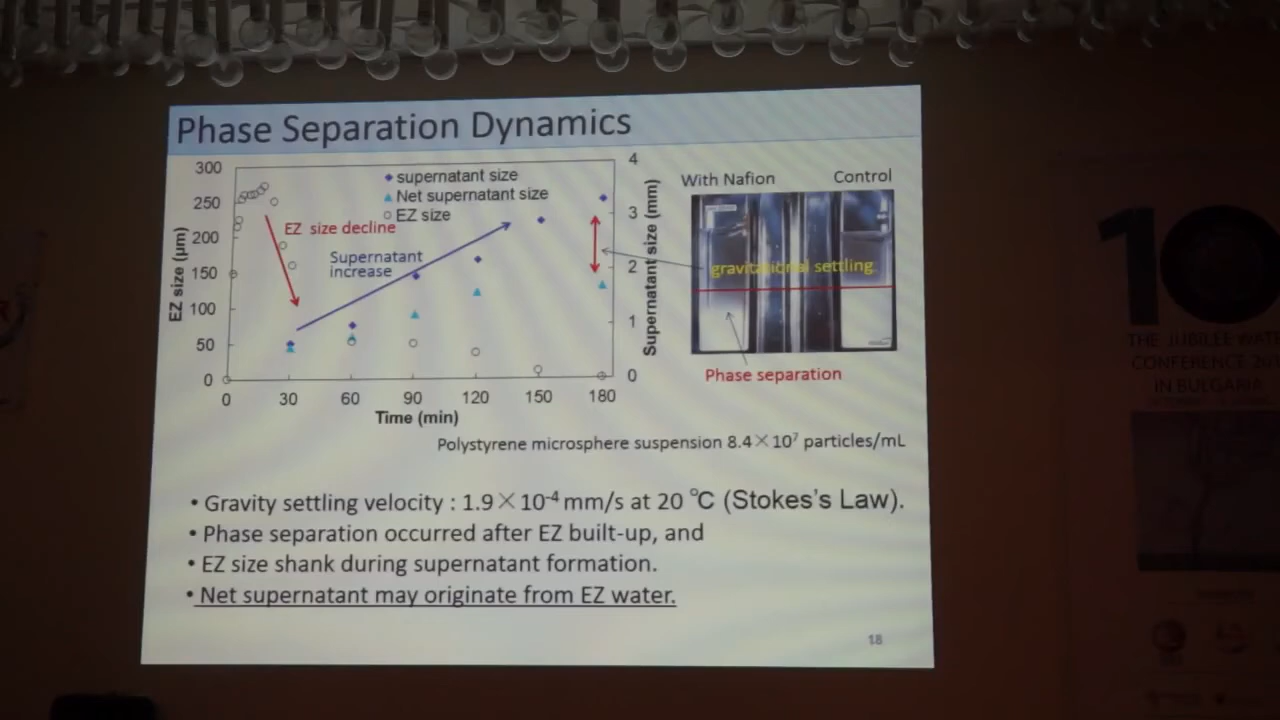 Phase Separation Dynamics
300
250
200
150
100
50
0
EZ size (μm)
0 30 60 90 120 150 180
Time (min)
4
3
2
1
0
Supernatant size (mm)
supernatant size
Net supernatant size
EZ size
EZ size decline
Supernatant
increase
With Nafion Control
gravitational settling
Phase separation
Polystyrene microsphere suspension 8.4×10⁷ particles/mL
• Gravity settling velocity : 1.9×10⁻⁴ mm/s at 20 ℃ (Stokes's Law).
• Phase separation occurred after EZ built-up, and
• EZ size shank during supernatant formation.
• Net supernatant may originate from EZ water.
18
10
THE JUBILEE WAT
CONFERENCE 20
IN BULGARIA